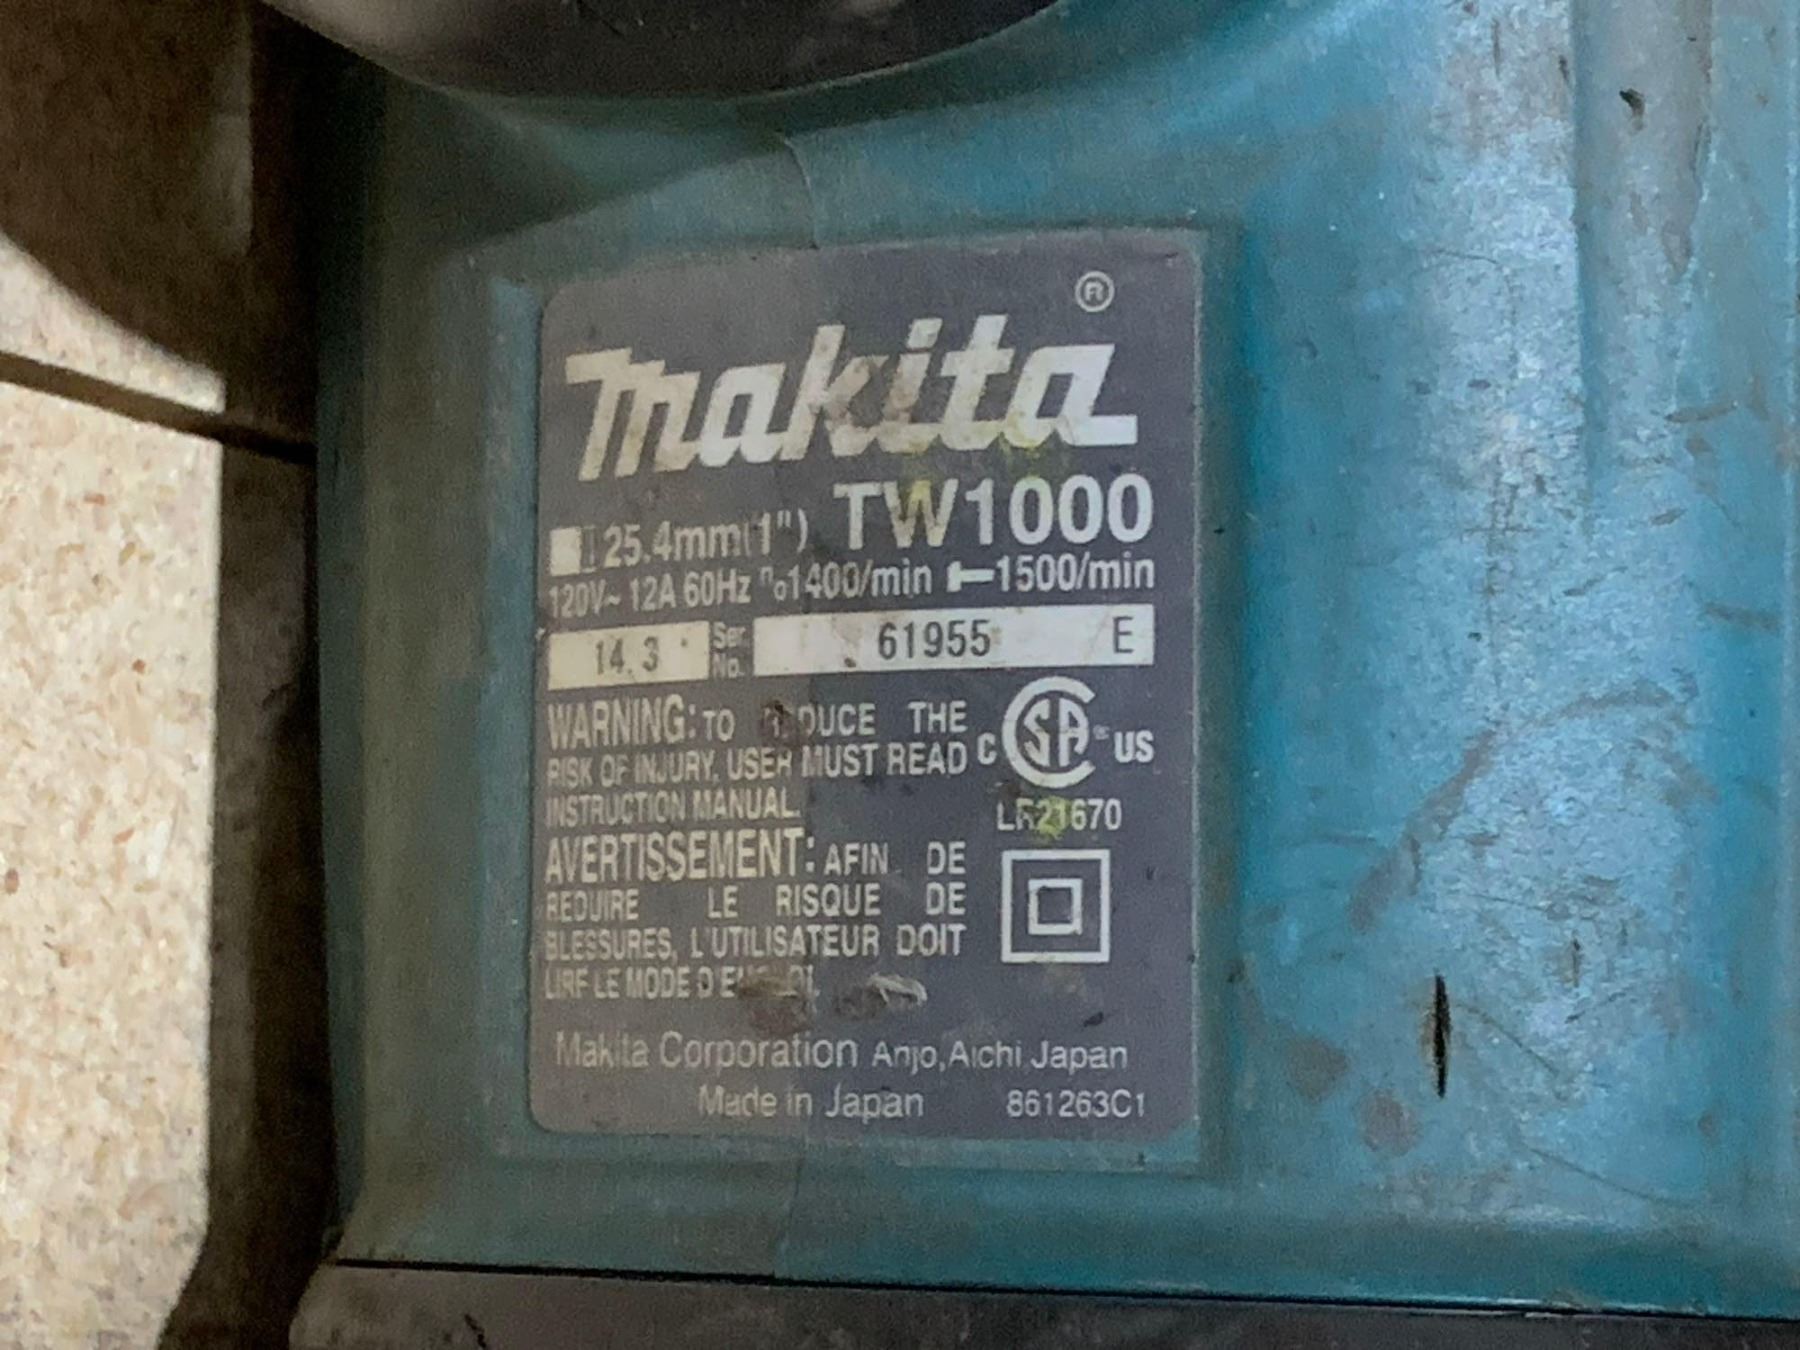 makita®
25.4mm(1") TW1000
120V~ 12A 60Hz n₀1400/min 1500/min
14.3 Ser. No. 61955 E
WARNING: TO THE
RISK OF INJURY, USER MUST READ
INSTRUCTION MANUAL.
C SA US
LR21670
AVERTISSEMENT: AFIN DE
REDUIRE LE RISQUE DE
BLESSURES, L'UTILISATEUR DOIT
LIRE LE MODE
Makita Corporation Anjo, Aichi Japan
Made in Japan 861263C1